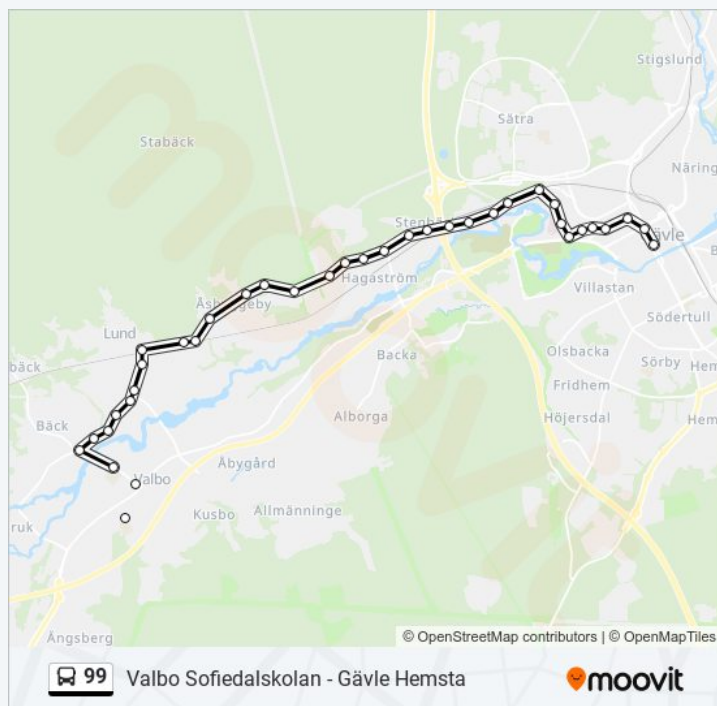 Stigslund
Sätra
Stabäck
Näring
Stenbä
ävle
B
Hagaström
Villastan
Åsbyggeby
Södertull
Lund
Olsbacka
bäck
Backa
Sörby
Hem
Fridhem
Alborga
Höjersdal
Hem
Bäck
Åbygård
Valbo
Allmänninge
ruk
Kusbo
Ängsberg
© OpenStreetMap contributors | © OpenMapTiles
99 Valbo Sofiedalskolan - Gävle Hemsta moovit